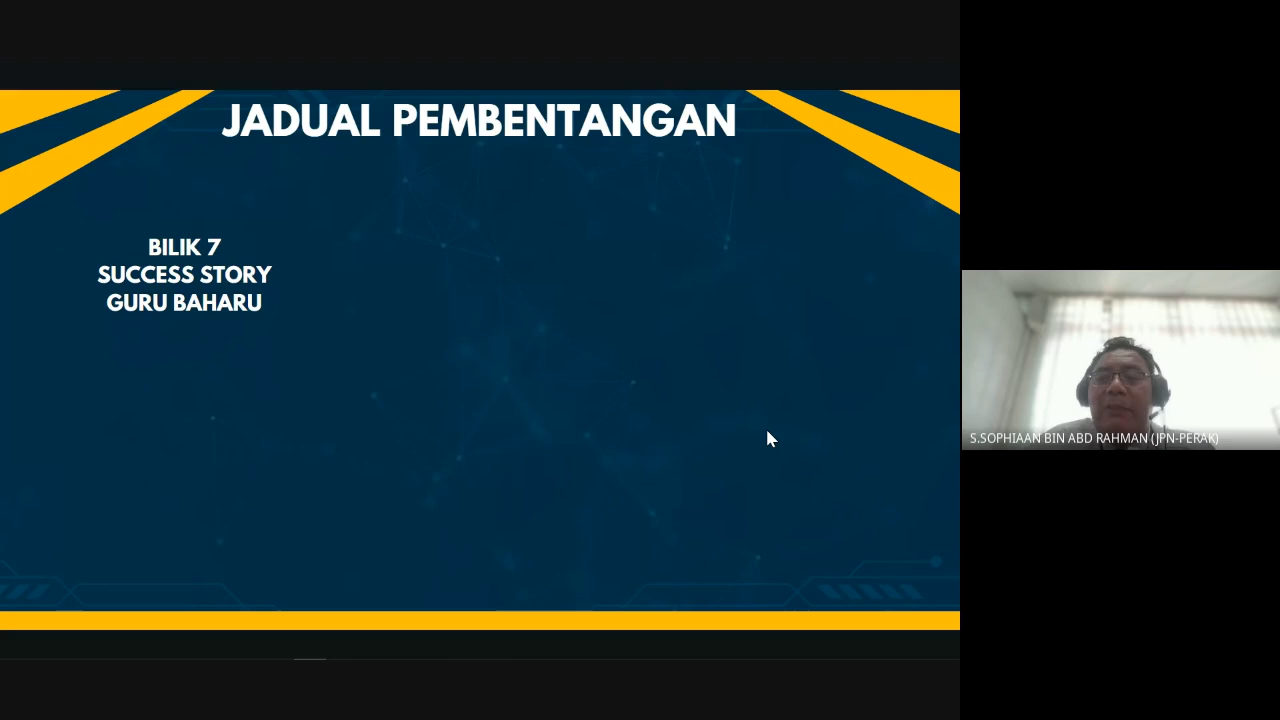 JADUAL PEMBENTANGAN
BILIK 7
SUCCESS STORY
GURU BAHARU
S.SOPHIAAN BIN ABD RAHMAN (JPN-PERAK)